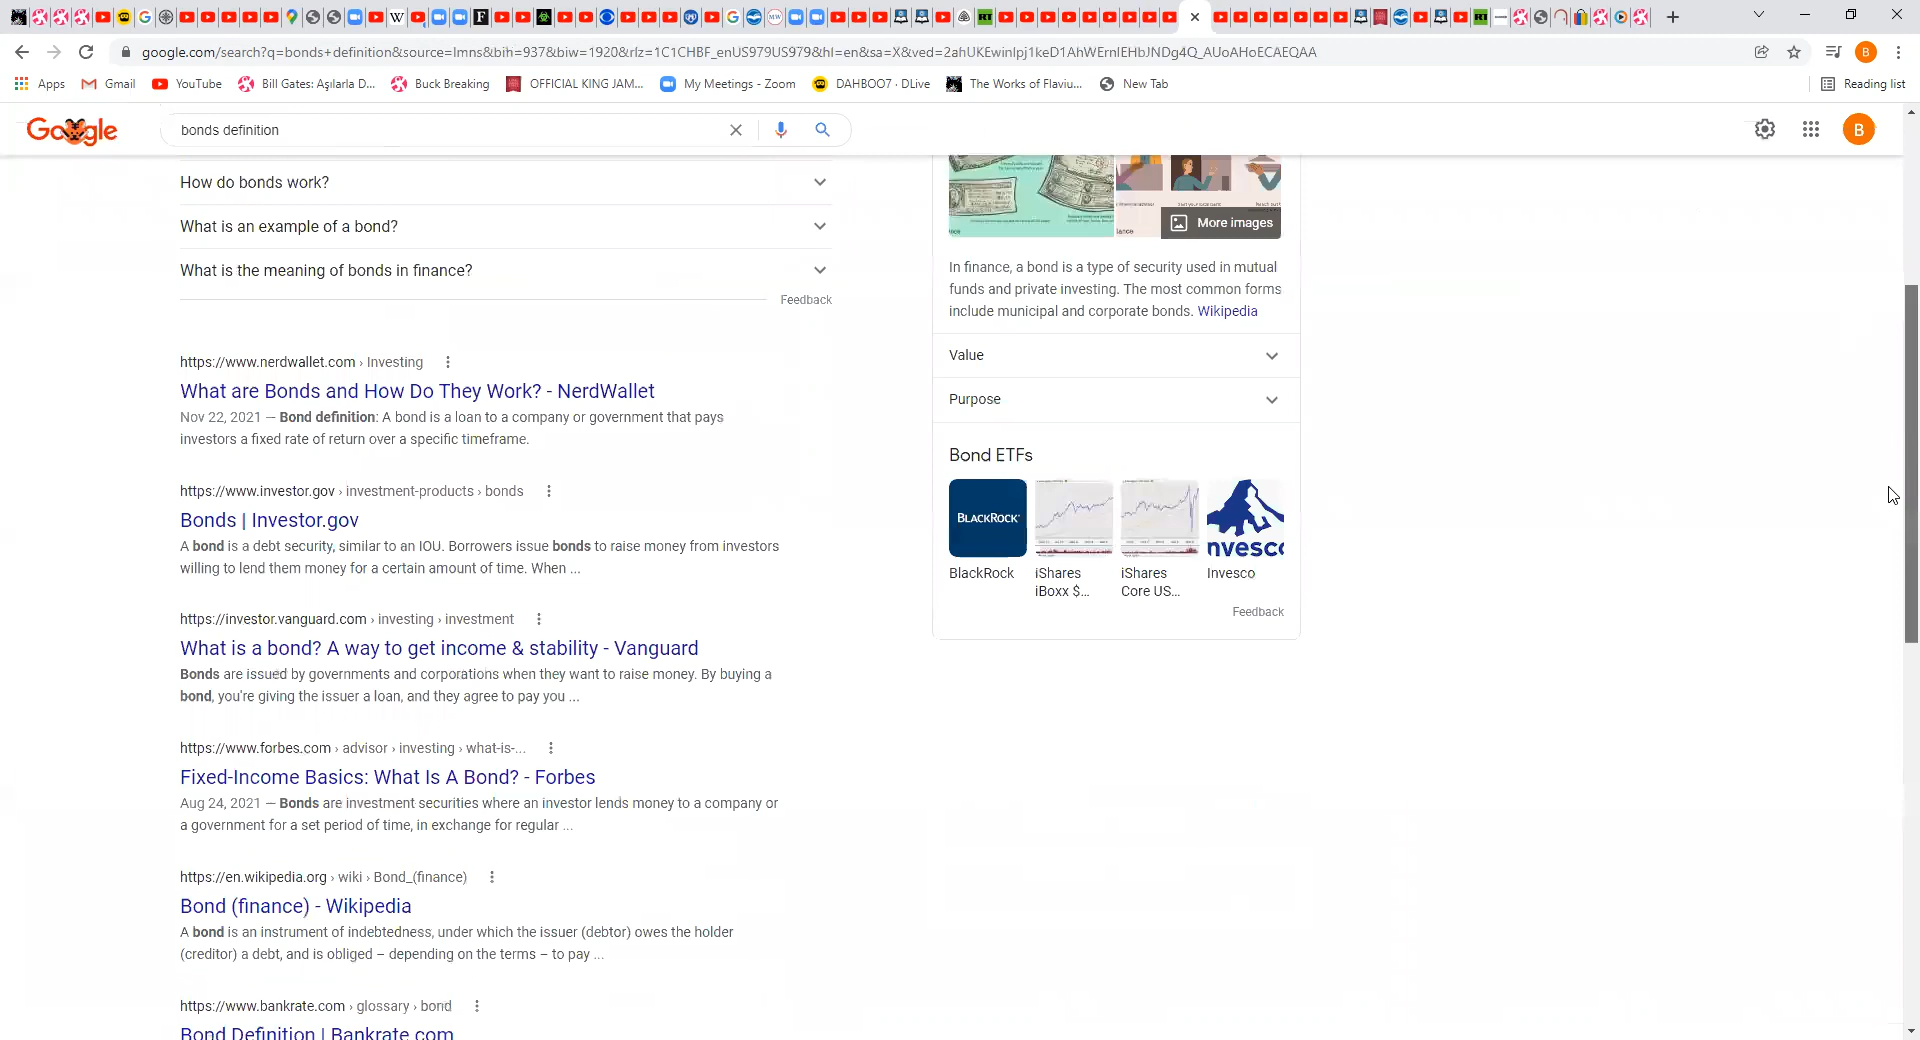 google.com/search?q=bonds+definition&source=lmns&bih=937&biw=1920&rlz=1C1CHBF_enUS979US979&hl=en&sa=X&ved=2ahUKEwinlpj1keD1AhWErnIEHbJNDg4Q_AUoAHoECAEQAA
B
Apps
Gmail
YouTube
Bill Gates: Aşılarla D...
Buck Breaking
OFFICIAL KING JAM...
My Meetings - Zoom
DAHBOO7 · DLive
The Works of Flaviu...
New Tab
Reading list
Google
bonds definition
B
How do bonds work?
What is an example of a bond?
What is the meaning of bonds in finance?
Feedback
https://www.nerdwallet.com › Investing
What are Bonds and How Do They Work? - NerdWallet
Nov 22, 2021 — Bond definition: A bond is a loan to a company or government that pays
investors a fixed rate of return over a specific timeframe.
https://www.investor.gov › investment-products › bonds
Bonds | Investor.gov
A bond is a debt security, similar to an IOU. Borrowers issue bonds to raise money from investors
willing to lend them money for a certain amount of time. When ...
https://investor.vanguard.com › investing › investment
What is a bond? A way to get income & stability - Vanguard
Bonds are issued by governments and corporations when they want to raise money. By buying a
bond, you're giving the issuer a loan, and they agree to pay you ...
https://www.forbes.com › advisor › investing › what-is-...
Fixed-Income Basics: What Is A Bond? - Forbes
Aug 24, 2021 — Bonds are investment securities where an investor lends money to a company or
a government for a set period of time, in exchange for regular ...
https://en.wikipedia.org › wiki › Bond_(finance)
Bond (finance) - Wikipedia
A bond is an instrument of indebtedness, under which the issuer (debtor) owes the holder
(creditor) a debt, and is obliged – depending on the terms – to pay ...
https://www.bankrate.com › glossary › bond
Bond Definition | Bankrate.com
More images
In finance, a bond is a type of security used in mutual
funds and private investing. The most common forms
include municipal and corporate bonds. Wikipedia
Value
Purpose
Bond ETFs
BLACKROCK
nvesco
BlackRock
iShares
iBoxx $...
iShares
Core US...
Invesco
Feedback